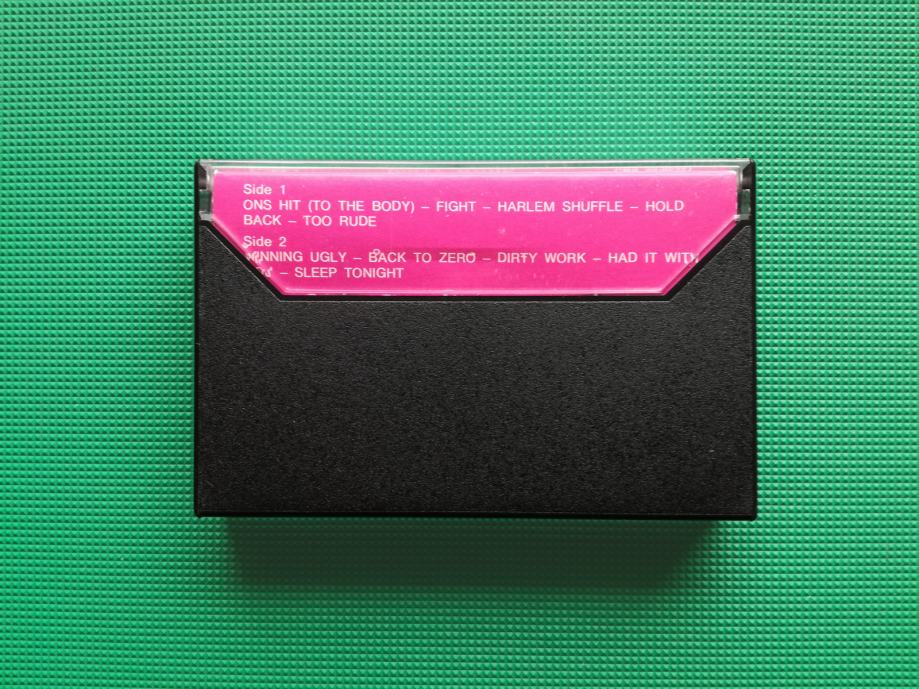 Side 1
ONS HIT (TO THE BODY) – FIGHT – HARLEM SHUFFLE – HOLD
BACK – TOO RUDE
Side 2
UGLY – BACK TO ZERO – DIRTY WORK – HAD IT WITH
– SLEEP TONIGHT